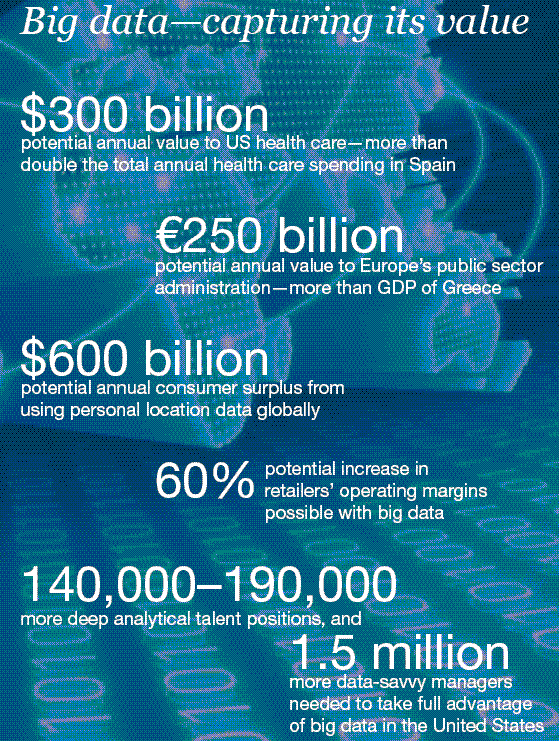 Big data—capturing its value
$300 billion
potential annual value to US health care—more than
double the total annual health care spending in Spain
€250 billion
potential annual value to Europe’s public sector
administration—more than GDP of Greece
$600 billion
potential annual consumer surplus from
using personal location data globally
60%
potential increase in
retailers’ operating margins
possible with big data
140,000–190,000
more deep analytical talent positions, and
1.5 million
more data-savvy managers
needed to take full advantage
of big data in the United States